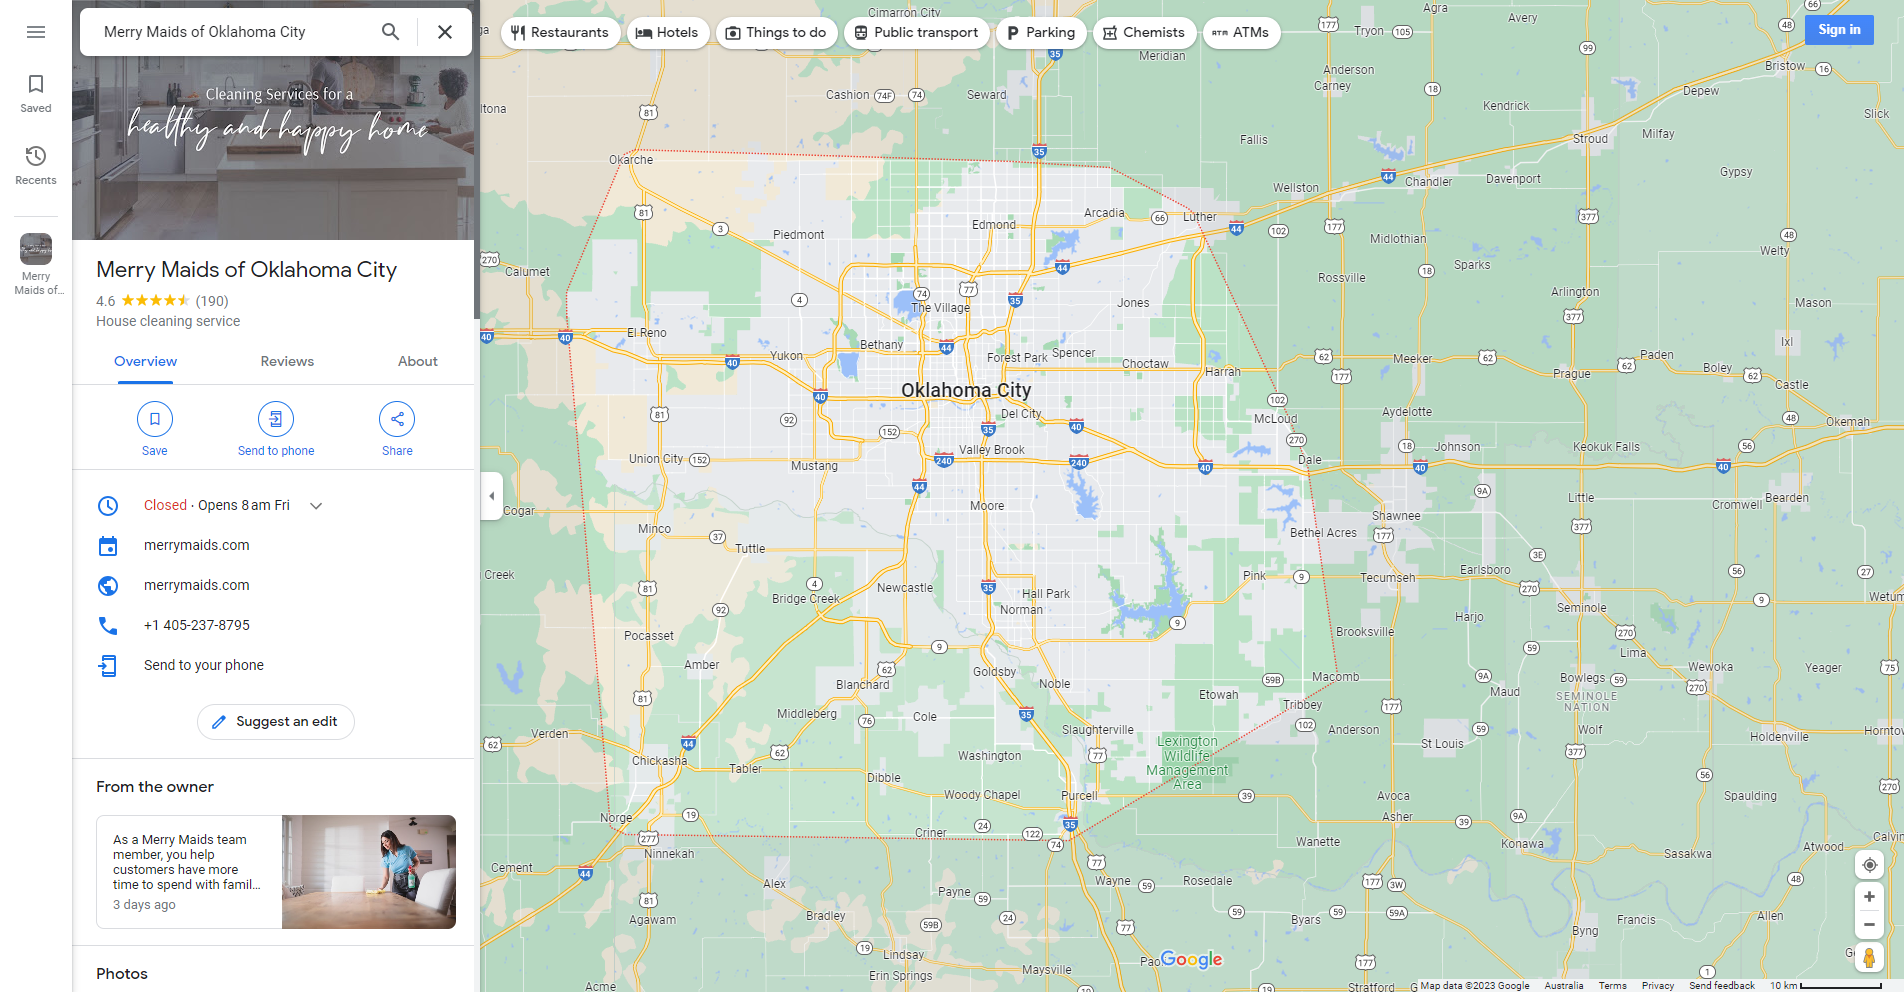 Merry Maids of Oklahoma City
Saved
Recents
Merry
Maids of...
Cleaning Services for a
healthy and happy home
Merry Maids of Oklahoma City
4.6 (190)
House cleaning service
Overview
Reviews
About
Save
Send to phone
Share
Closed · Opens 8 am Fri
merrymaids.com
merrymaids.com
+1 405-237-8795
Send to your phone
Suggest an edit
From the owner
As a Merry Maids team
member, you help
customers have more
time to spend with famil...
3 days ago
Photos
Restaurants
Hotels
Things to do
Public transport
Parking
Chemists
ATMs
Sign in
Cimarron City
Agra
Avery
Tryon
Meridian
Bristow
Anderson
Carney
Depew
Cashion
Seward
Kendrick
Slick
Fallis
Stroud
Milfay
Okarche
Wellston
Chandler
Davenport
Gypsy
Arcadia
Luther
Edmond
Piedmont
Midlothian
Welty
Calumet
Rossville
Sparks
Arlington
Mason
The Village
Jones
El Reno
Bethany
Yukon
Forest Park
Spencer
Choctaw
Harrah
Meeker
Paden
Ixl
Prague
Boley
Castle
Oklahoma City
Del City
McLoud
Aydelotte
Okemah
Valley Brook
Johnson
Keokuk Falls
Union City
Mustang
Dale
Cogar
Moore
Little
Bearden
Cromwell
Minco
Shawnee
Bethel Acres
Tuttle
Creek
Pink
Tecumseh
Earlsboro
Bridge Creek
Newcastle
Hall Park
Norman
Seminole
Wetum
Harjo
Pocasset
Brooksville
Lima
Amber
Goldsby
Noble
Blanchard
Etowah
Macomb
Maud
Bowlegs
Wewoka
Yeager
SEMINOLE
NATION
Middleberg
Cole
Tribbey
Slaughterville
Anderson
St Louis
Wolf
Holdenville
Hornto
Verden
Chickasha
Tabler
Washington
Lexington
Wildlife
Management
Area
Dibble
Woody Chapel
Purcell
Avoca
Spaulding
Norge
Criner
Asher
Wanette
Konawa
Sasakwa
Atwood
Calvin
Ninnekah
Cement
Alex
Payne
Wayne
Rosedale
Agawam
Bradley
Byars
Francis
Allen
Byng
Lindsay
Erin Springs
Maysville
Pao
Google
Acme
Stratford
Map data ©2023 Google
Australia
Terms
Privacy
Send feedback
10 km